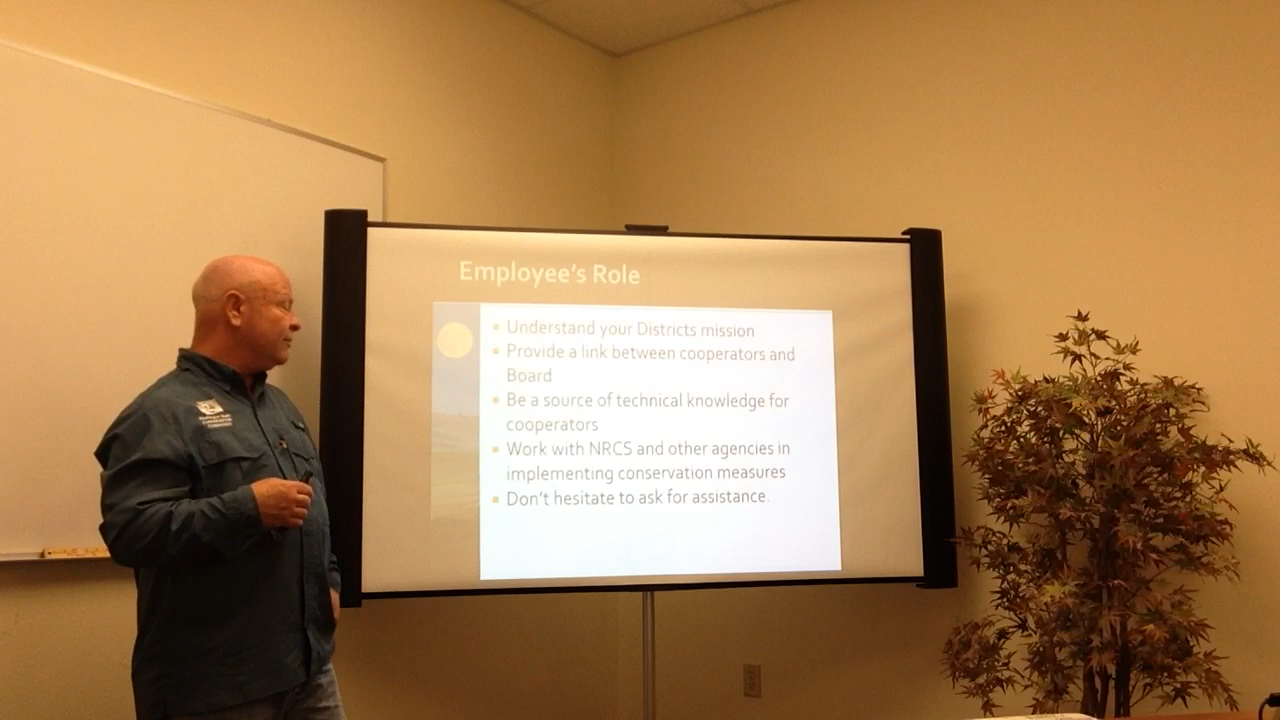 Employee's Role
Understand your Districts mission
Provide a link between cooperators and
Board
Be a source of technical knowledge for
cooperators
Work with NRCS and other agencies in
implementing conservation measures
Don't hesitate to ask for assistance.